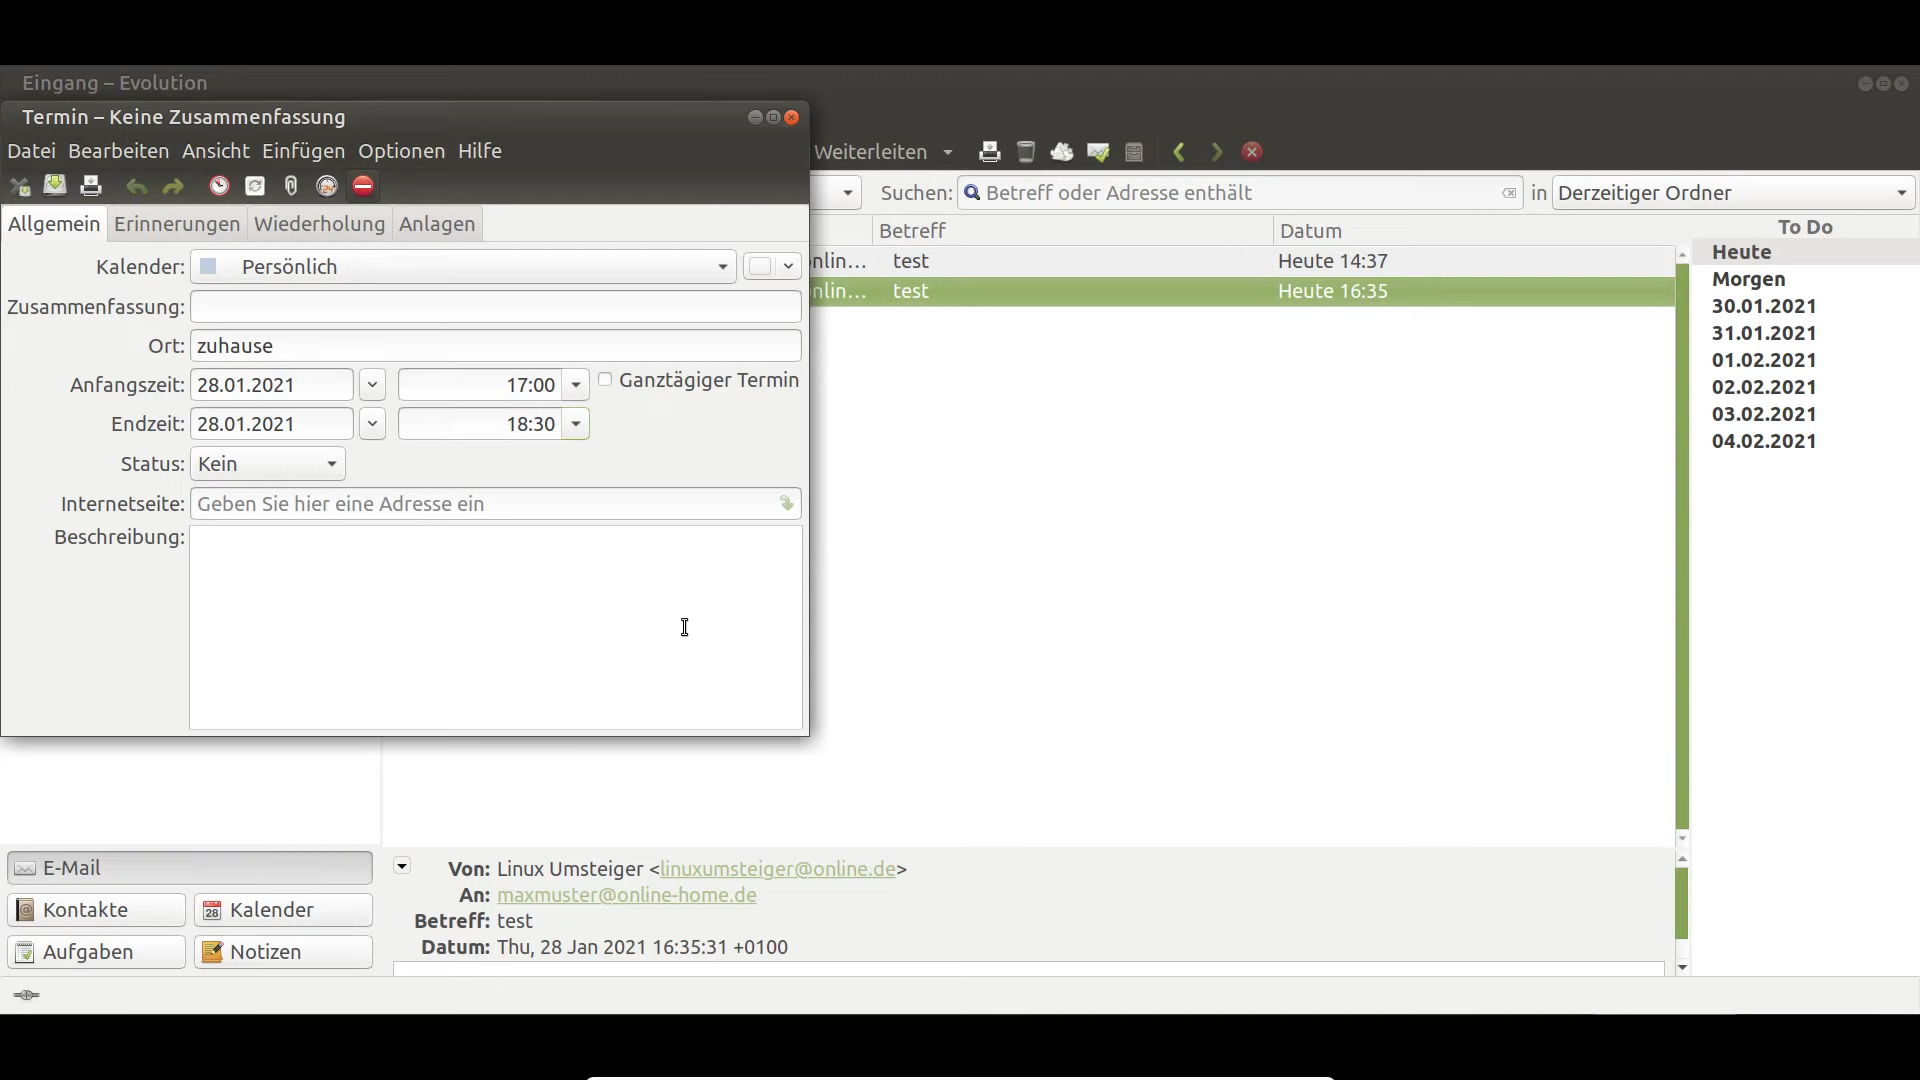 Eingang – Evolution
Termin – Keine Zusammenfassung
Datei Bearbeiten Ansicht Einfügen Optionen Hilfe
Weiterleiten
Allgemein Erinnerungen Wiederholung Anlagen
Kalender: Persönlich
Zusammenfassung:
Ort: zuhause
Anfangszeit: 28.01.2021 17:00 Ganztägiger Termin
Endzeit: 28.01.2021 18:30
Status: Kein
Internetseite: Geben Sie hier eine Adresse ein
Beschreibung:
Suchen: Betreff oder Adresse enthält in Derzeitiger Ordner
Betreff Datum
nlin… test Heute 14:37
nlin… test Heute 16:35
To Do
Heute
Morgen
30.01.2021
31.01.2021
01.02.2021
02.02.2021
03.02.2021
04.02.2021
E-Mail
Kontakte 28 Kalender
Aufgaben Notizen
Von: Linux Umsteiger <linuxumsteiger@online.de>
An: maxmuster@online-home.de
Betreff: test
Datum: Thu, 28 Jan 2021 16:35:31 +0100